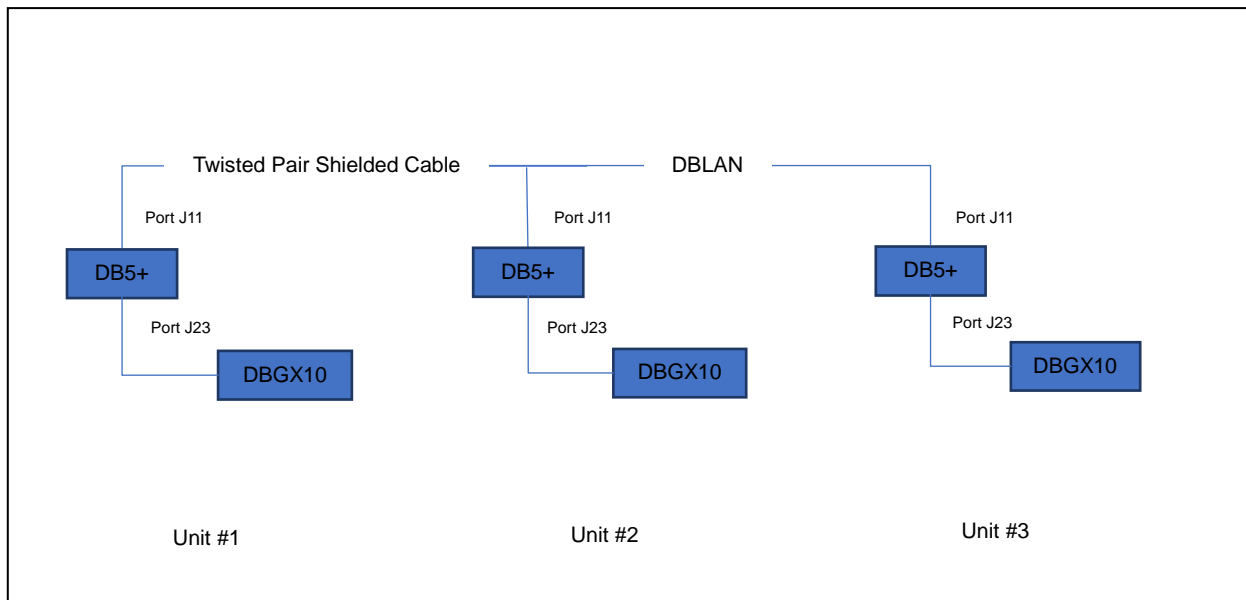 Twisted Pair Shielded Cable
DBLAN
Port J11
Port J11
Port J11
DB5+
DB5+
DB5+
Port J23
Port J23
Port J23
DBGX10
DBGX10
DBGX10
Unit #1
Unit #2
Unit #3